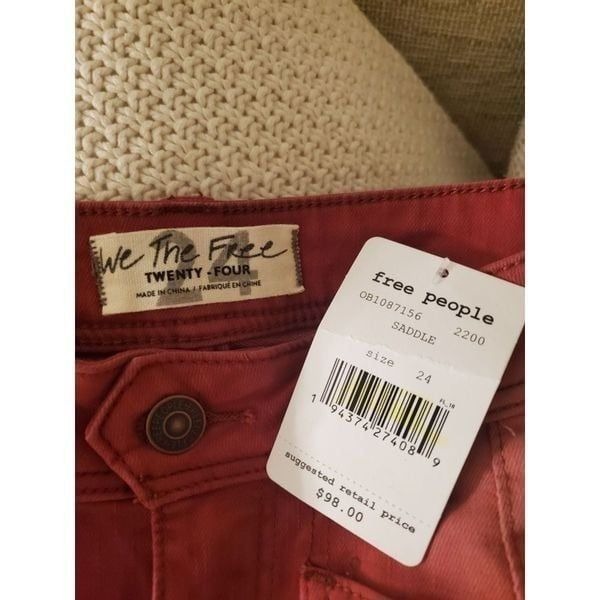 We The Free
24
TWENTY - FOUR
MADE IN CHINA / FABRIQUÉ EN CHINE
free people
OB1087156 2200
SADDLE
size 24
FL_18
1 94374 27408 9
suggested retail price
$98.00